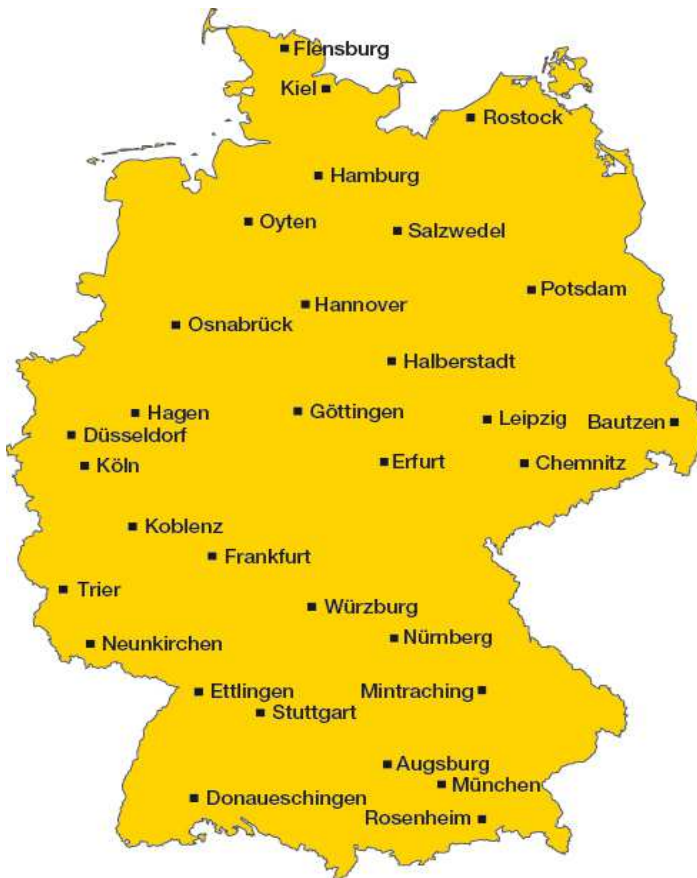 Flensburg
Kiel
Rostock
Hamburg
Oyten
Salzwedel
Potsdam
Hannover
Osnabrück
Halberstadt
Hagen
Göttingen
Leipzig
Bautzen
Düsseldorf
Köln
Erfurt
Chemnitz
Koblenz
Frankfurt
Trier
Würzburg
Nürnberg
Neunkirchen
Ettlingen
Mintraching
Stuttgart
Augsburg
München
Donaueschingen
Rosenheim